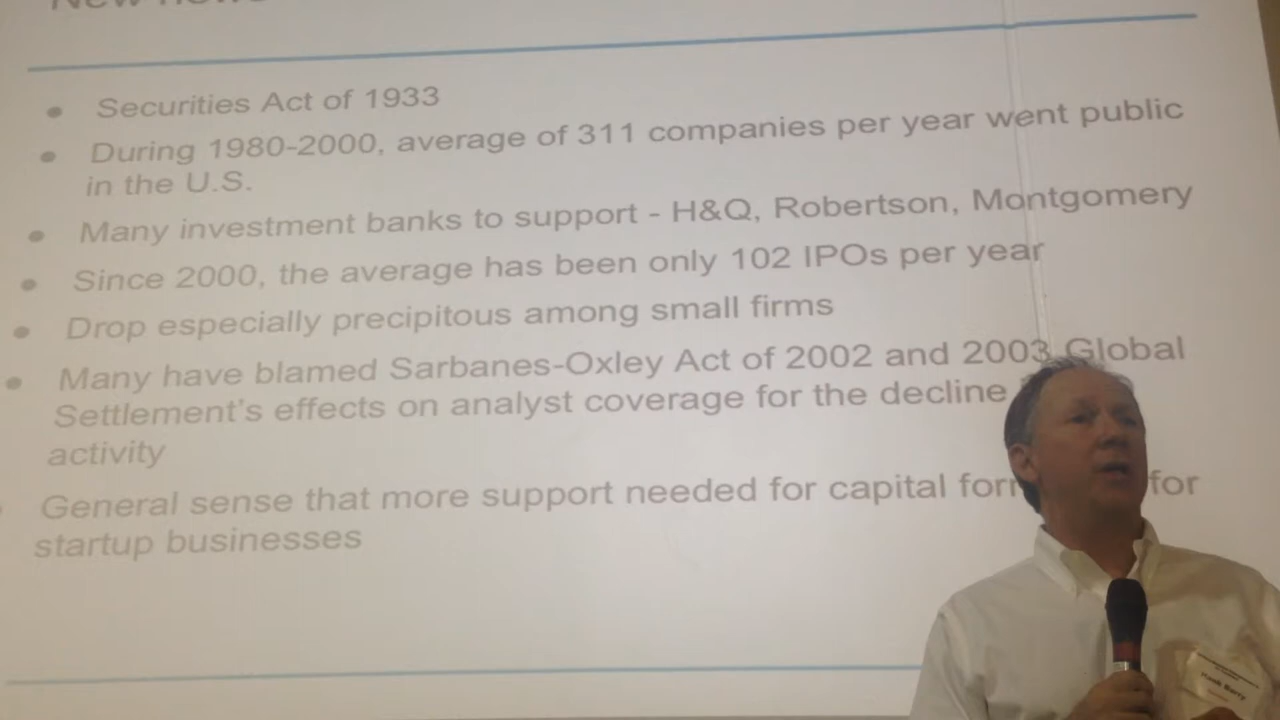 Securities Act of 1933
During 1980-2000, average of 311 companies per year went public
in the U.S.
Many investment banks to support - H&Q, Robertson, Montgomery
Since 2000, the average has been only 102 IPOs per year
Drop especially precipitous among small firms
Many have blamed Sarbanes-Oxley Act of 2002 and 2003 Global
Settlement's effects on analyst coverage for the decline
activity
General sense that more support needed for capital for
startup businesses